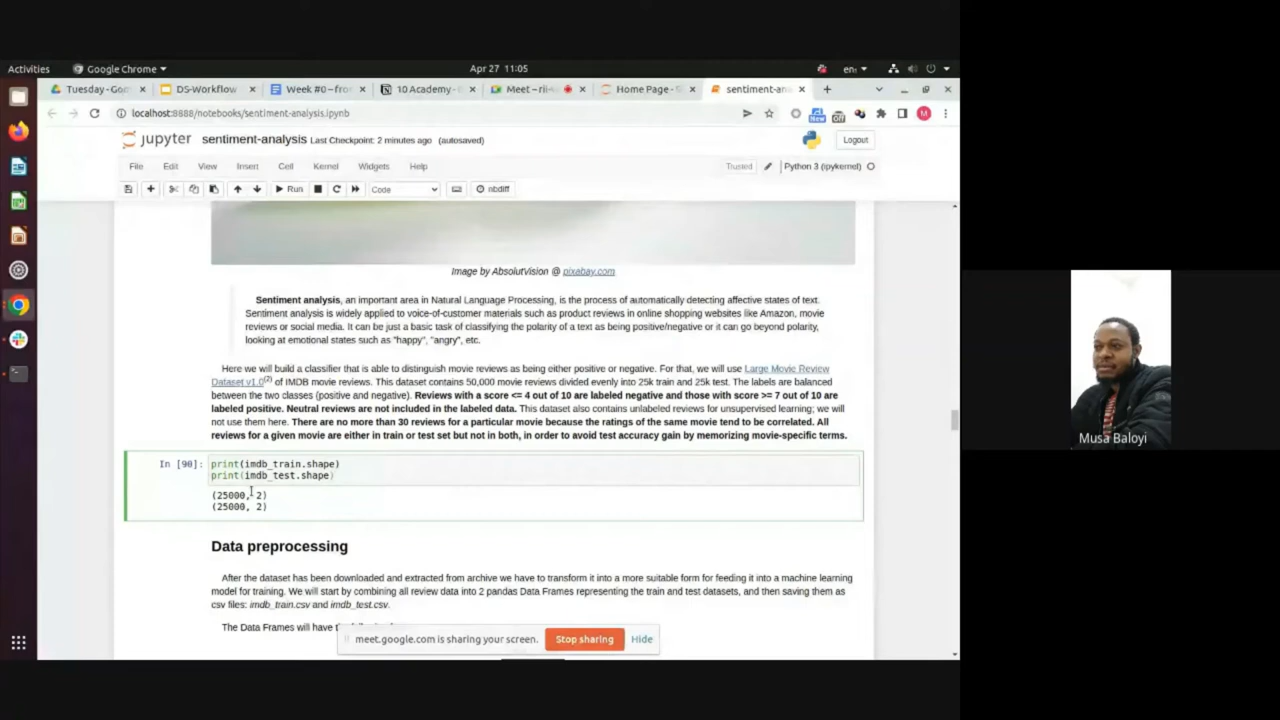 Activities
Google Chrome
Apr 27 11:05
en
Tuesday - Goo
DS-Workflow
Week #0 – fro
10 Academy -
Meet – rii
Home Page - S
sentiment-ana
localhost:8888/notebooks/sentiment-analysis.ipynb
New
Off
M
jupyter sentiment-analysis Last Checkpoint: 2 minutes ago (autosaved)
Logout
File Edit View Insert Cell Kernel Widgets Help
Trusted
Python 3 (ipykernel)
Run
Code
nbdiff
Image by AbsolutVision @ pixabay.com
Sentiment analysis, an important area in Natural Language Processing, is the process of automatically detecting affective states of text.
Sentiment analysis is widely applied to voice-of-customer materials such as product reviews in online shopping websites like Amazon, movie
reviews or social media. It can be just a basic task of classifying the polarity of a text as being positive/negative or it can go beyond polarity,
looking at emotional states such as "happy", "angry", etc.
Here we will build a classifier that is able to distinguish movie reviews as being either positive or negative. For that, we will use Large Movie Review
Dataset v1.0(2) of IMDB movie reviews. This dataset contains 50,000 movie reviews divided evenly into 25k train and 25k test. The labels are balanced
between the two classes (positive and negative). Reviews with a score <= 4 out of 10 are labeled negative and those with score >= 7 out of 10 are
labeled positive. Neutral reviews are not included in the labeled data. This dataset also contains unlabeled reviews for unsupervised learning; we will
not use them here. There are no more than 30 reviews for a particular movie because the ratings of the same movie tend to be correlated. All
reviews for a given movie are either in train or test set but not in both, in order to avoid test accuracy gain by memorizing movie-specific terms.
In [90]: print(imdb_train.shape)
print(imdb_test.shape)
(25000, 2)
(25000, 2)
Data preprocessing
After the dataset has been downloaded and extracted from archive we have to transform it into a more suitable form for feeding it into a machine learning
model for training. We will start by combining all review data into 2 pandas Data Frames representing the train and test datasets, and then saving them as
csv files: imdb_train.csv and imdb_test.csv.
The Data Frames will have t
meet.google.com is sharing your screen.
Stop sharing
Hide
Musa Baloyi